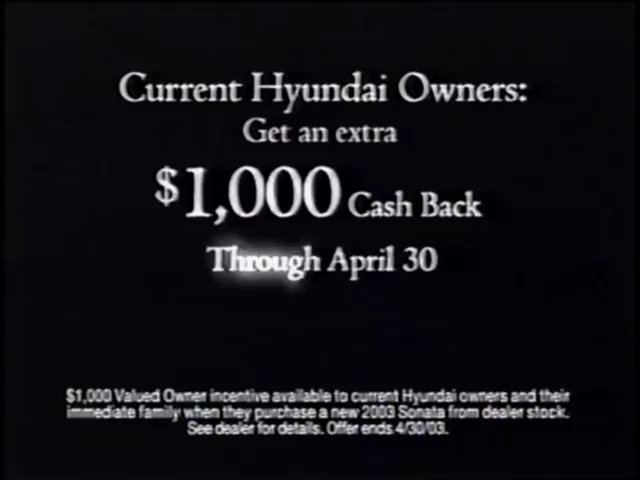 Current Hyundai Owners:
Get an extra
$1,000 Cash Back
Through April 30
$1,000 Valued Owner incentive available to current Hyundai owners and their
immediate family when they purchase a new 2003 Sonata from dealer stock.
See dealer for details. Offer ends 4/30/03.